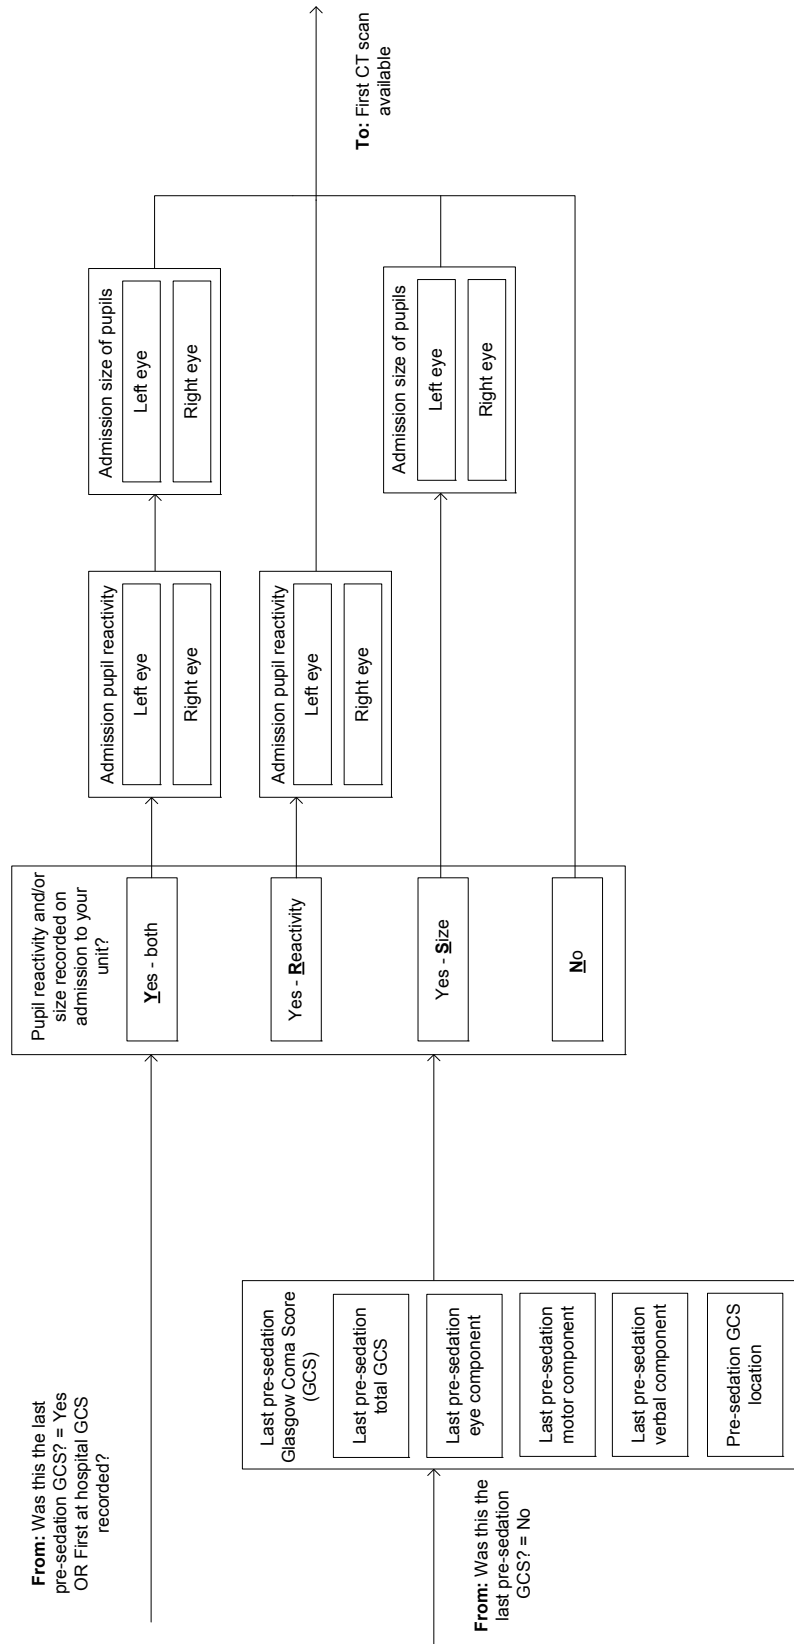 From: Was this the last
pre-sedation GCS? = Yes
OR First at hospital GCS
recorded?
From: Was this the
last pre-sedation
GCS? = No
Last pre-sedation
Glasgow Coma Score
(GCS)
Last pre-sedation
total GCS
Last pre-sedation
eye component
Last pre-sedation
motor component
Last pre-sedation
verbal component
Pre-sedation GCS
location
Pupil reactivity and/or
size recorded on
admission to your
unit?
Yes - both
Yes - Reactivity
Yes - Size
No
Admission pupil reactivity
Left eye
Right eye
Admission size of pupils
Left eye
Right eye
Admission pupil reactivity
Left eye
Right eye
Admission size of pupils
Left eye
Right eye
To: First CT scan
available